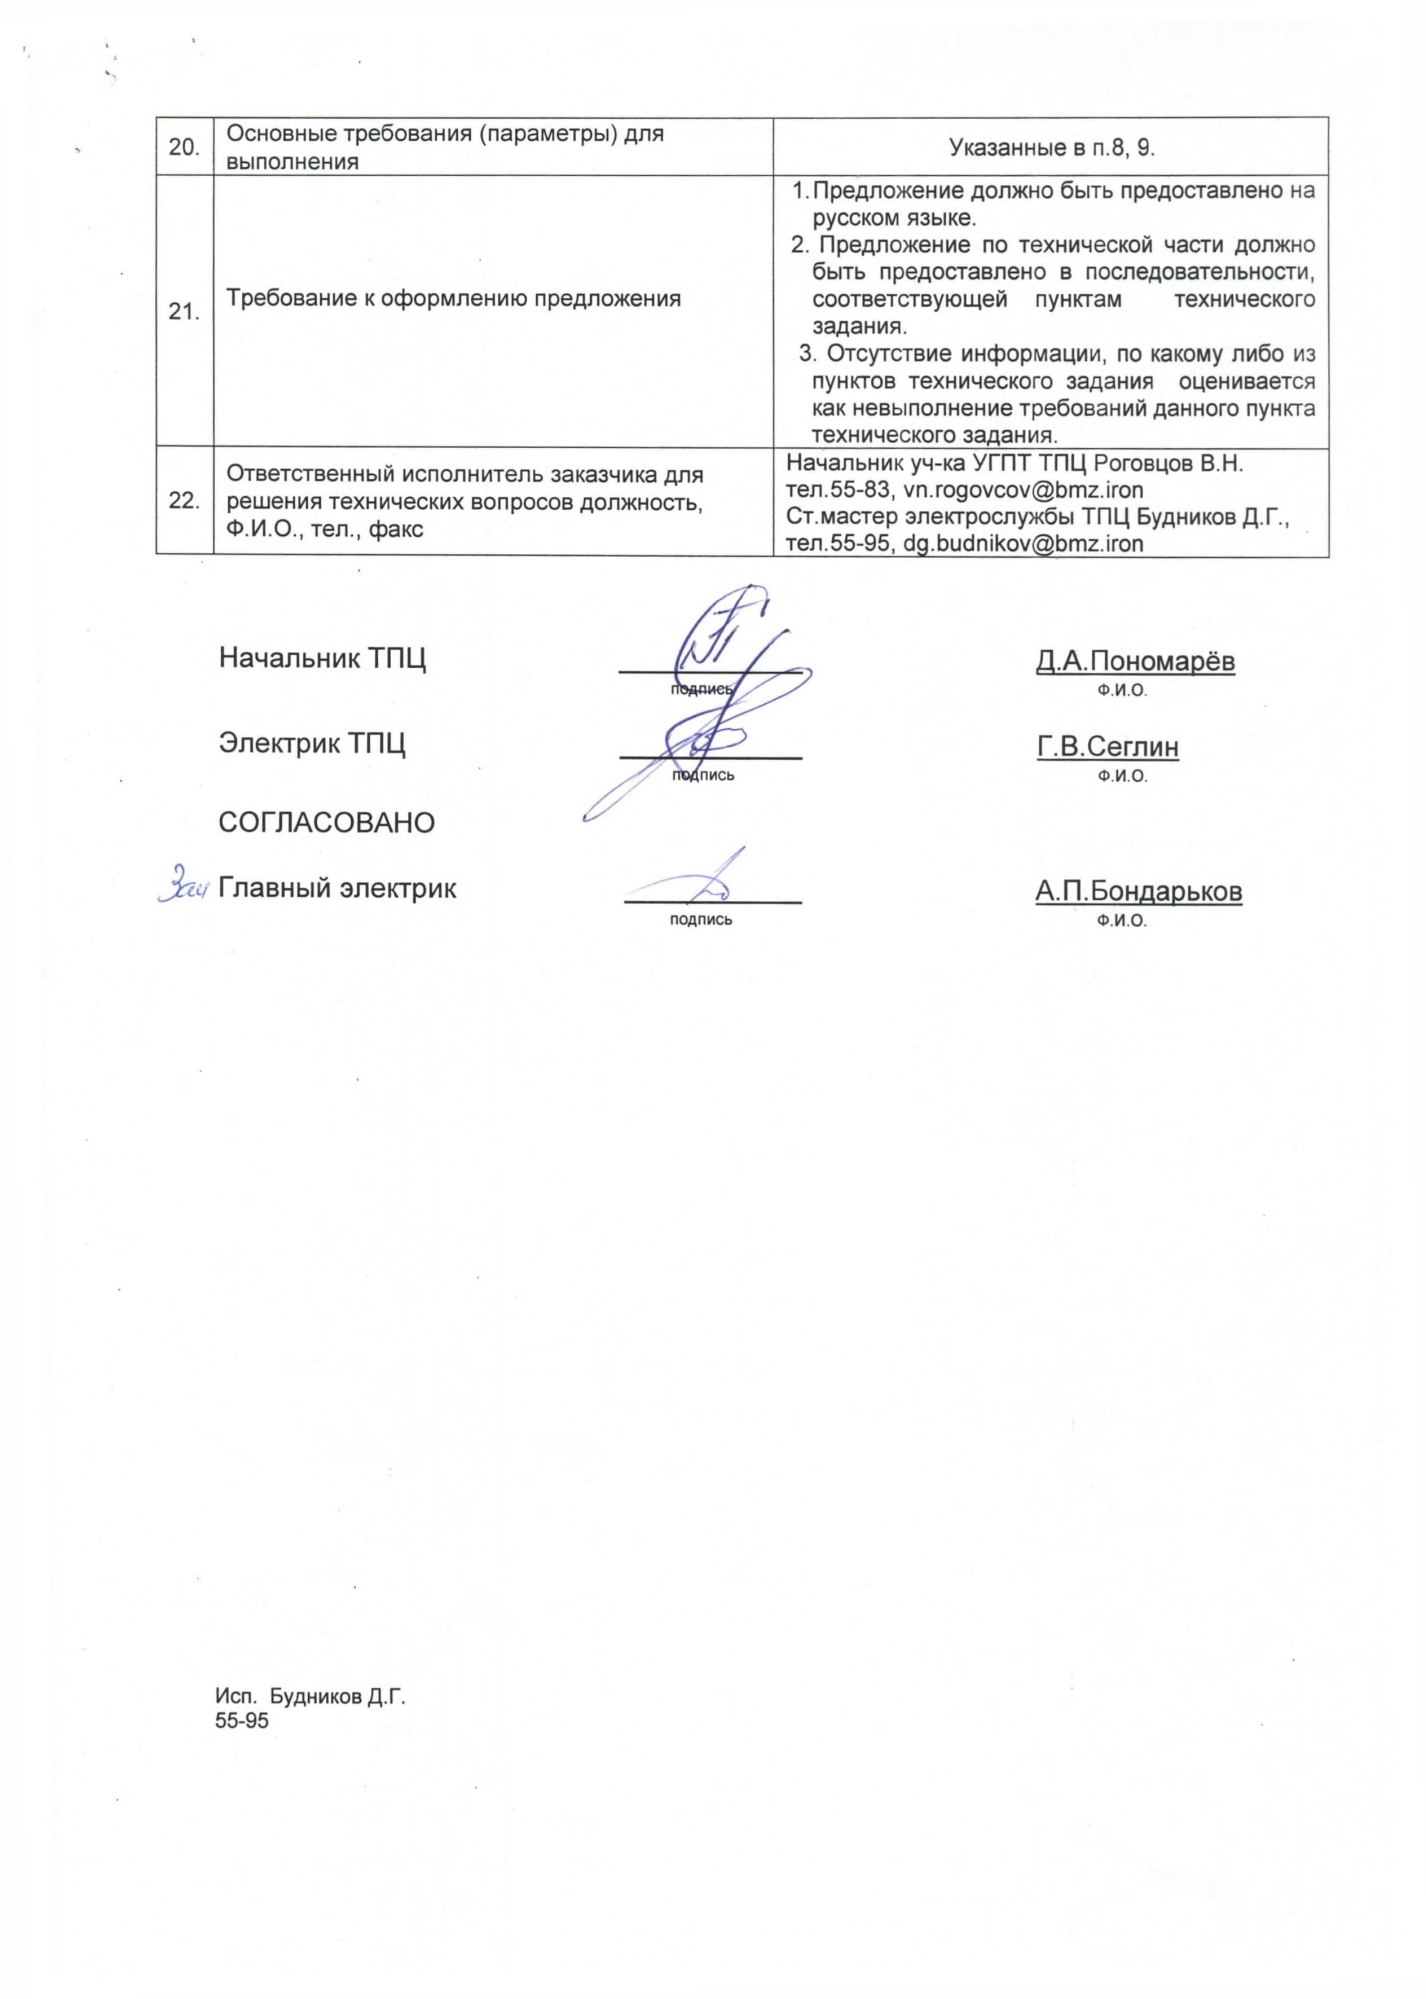 20.
Основные требования (параметры) для
выполнения
Указанные в п.8, 9.
21.
Требование к оформлению предложения
1.Предложение должно быть предоставлено на
русском языке.
2. Предложение по технической части должно
быть предоставлено в последовательности,
соответствующей пунктам технического
задания.
3. Отсутствие информации, по какому либо из
пунктов технического задания оценивается
как невыполнение требований данного пункта
технического задания.
22.
Ответственный исполнитель заказчика для
решения технических вопросов должность,
Ф.И.О., тел., факс
Начальник уч-ка УГПТ ТПЦ Роговцов В.Н.
тел.55-83, vn.rogovcov@bmz.iron
Ст.мастер электрослужбы ТПЦ Будников Д.Г.,
тел.55-95, dg.budnikov@bmz.iron
Начальник ТПЦ Д.А.Пономарёв
подпись Ф.И.О.
Электрик ТПЦ Г.В.Сеглин
подпись Ф.И.О.
СОГЛАСОВАНО
Главный электрик А.П.Бондарьков
подпись Ф.И.О.
Исп. Будников Д.Г.
55-95